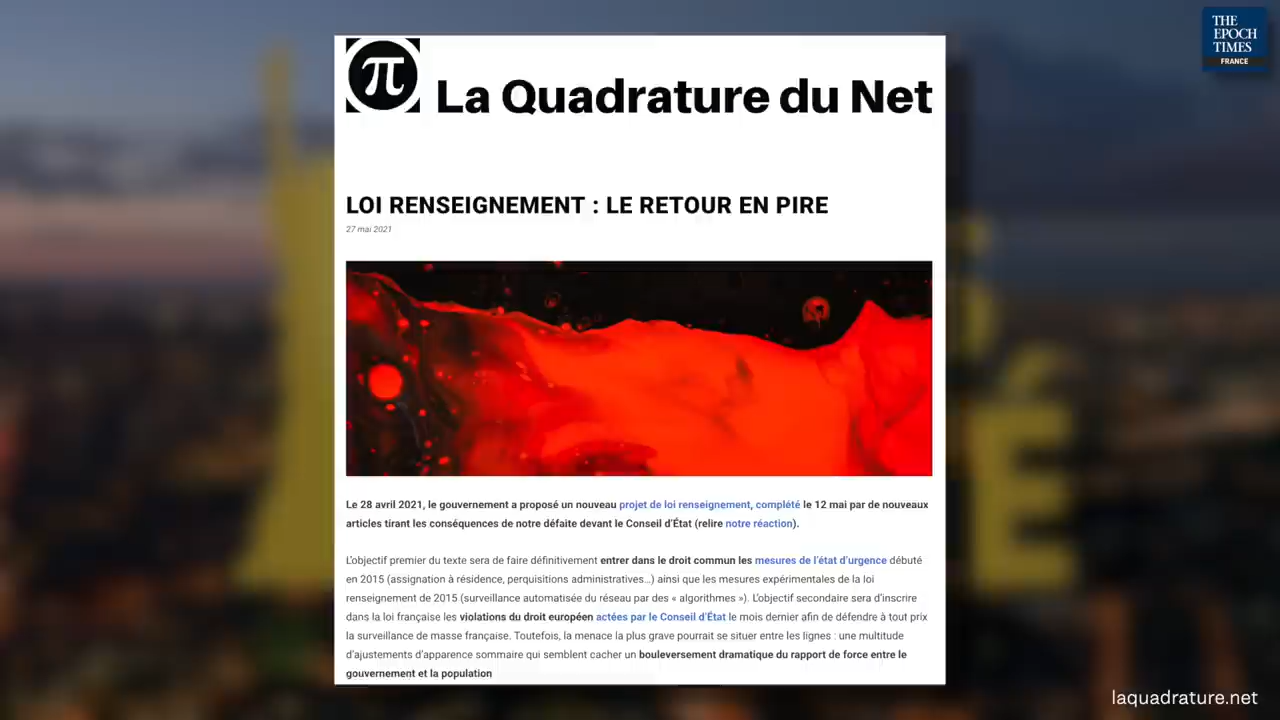 THE
EPOCH
TIMES
FRANCE
π
La Quadrature du Net
LOI RENSEIGNEMENT : LE RETOUR EN PIRE
27 mai 2021
Le 28 avril 2021, le gouvernement a proposé un nouveau projet de loi renseignement, complété le 12 mai par de nouveaux
articles tirant les conséquences de notre défaite devant le Conseil d’État (relire notre réaction).
L’objectif premier du texte sera de faire définitivement entrer dans le droit commun les mesures de l’état d’urgence débuté
en 2015 (assignation à résidence, perquisitions administratives…) ainsi que les mesures expérimentales de la loi
renseignement de 2015 (surveillance automatisée du réseau par des « algorithmes »). L’objectif secondaire sera d’inscrire
dans la loi française les violations du droit européen actées par le Conseil d’État le mois dernier afin de défendre à tout prix
la surveillance de masse française. Toutefois, la menace la plus grave pourrait se situer entre les lignes : une multitude
d’ajustements d’apparence sommaire qui semblent cacher un bouleversement dramatique du rapport de force entre le
gouvernement et la population
laquadrature.net